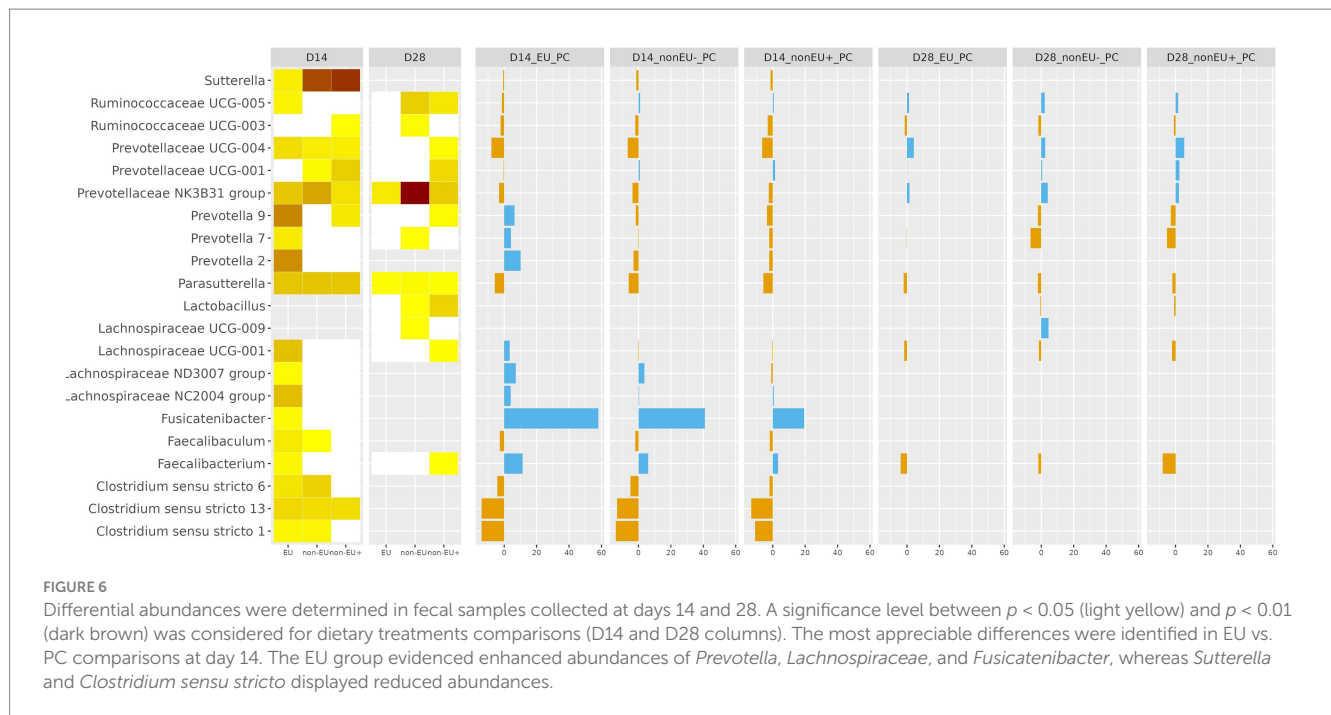 D14 D28 D14_EU_PC D14_nonEU-_PC D14_nonEU+_PC D28_EU_PC D28_nonEU-_PC D28_nonEU+_PC
Sutterella
Ruminococcaceae UCG-005
Ruminococcaceae UCG-003
Prevotellaceae UCG-004
Prevotellaceae UCG-001
Prevotellaceae NK3B31 group
Prevotella 9
Prevotella 7
Prevotella 2
Parasutterella
Lactobacillus
Lachnospiraceae UCG-009
Lachnospiraceae UCG-001
.achnospiraceae ND3007 group
.achnospiraceae NC2004 group
Fusicatenibacter
Faecalibaculum
Faecalibacterium
Clostridium sensu stricto 6
Clostridium sensu stricto 13
Clostridium sensu stricto 1
EU non-EU- non-EU+ EU non-EU- non-EU+ 0 20 40 60 0 20 40 60 0 20 40 60 0 20 40 60 0 20 40 60 0 20 40 60
FIGURE 6
Differential abundances were determined in fecal samples collected at days 14 and 28. A significance level between p < 0.05 (light yellow) and p < 0.01
(dark brown) was considered for dietary treatments comparisons (D14 and D28 columns). The most appreciable differences were identified in EU vs.
PC comparisons at day 14. The EU group evidenced enhanced abundances of Prevotella, Lachnospiraceae, and Fusicatenibacter, whereas Sutterella
and Clostridium sensu stricto displayed reduced abundances.